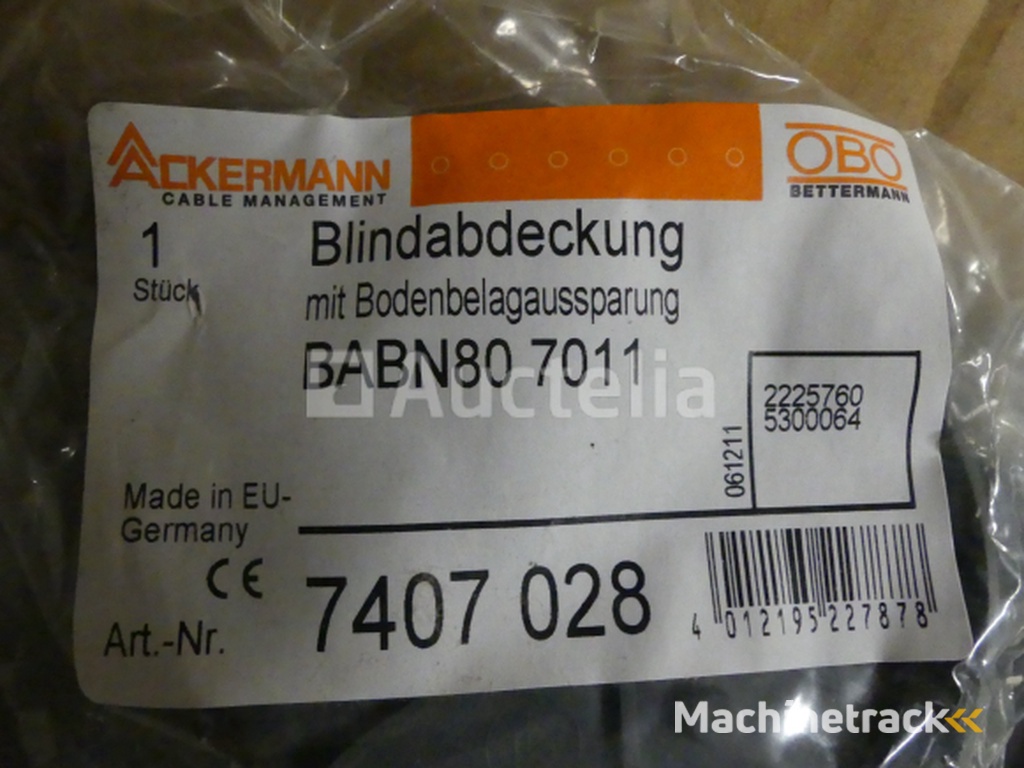 ACKERMANN
CABLE MANAGEMENT
OBO
BETTERMANN
1
Stück
Blindabdeckung
mit Bodenbelagaussparung
BABN80 7011
Auctelia
2225760
5300064
061211
Made in EU-
Germany
CE
Art.-Nr.
7407 028
4 012195 227878
Machinetrack